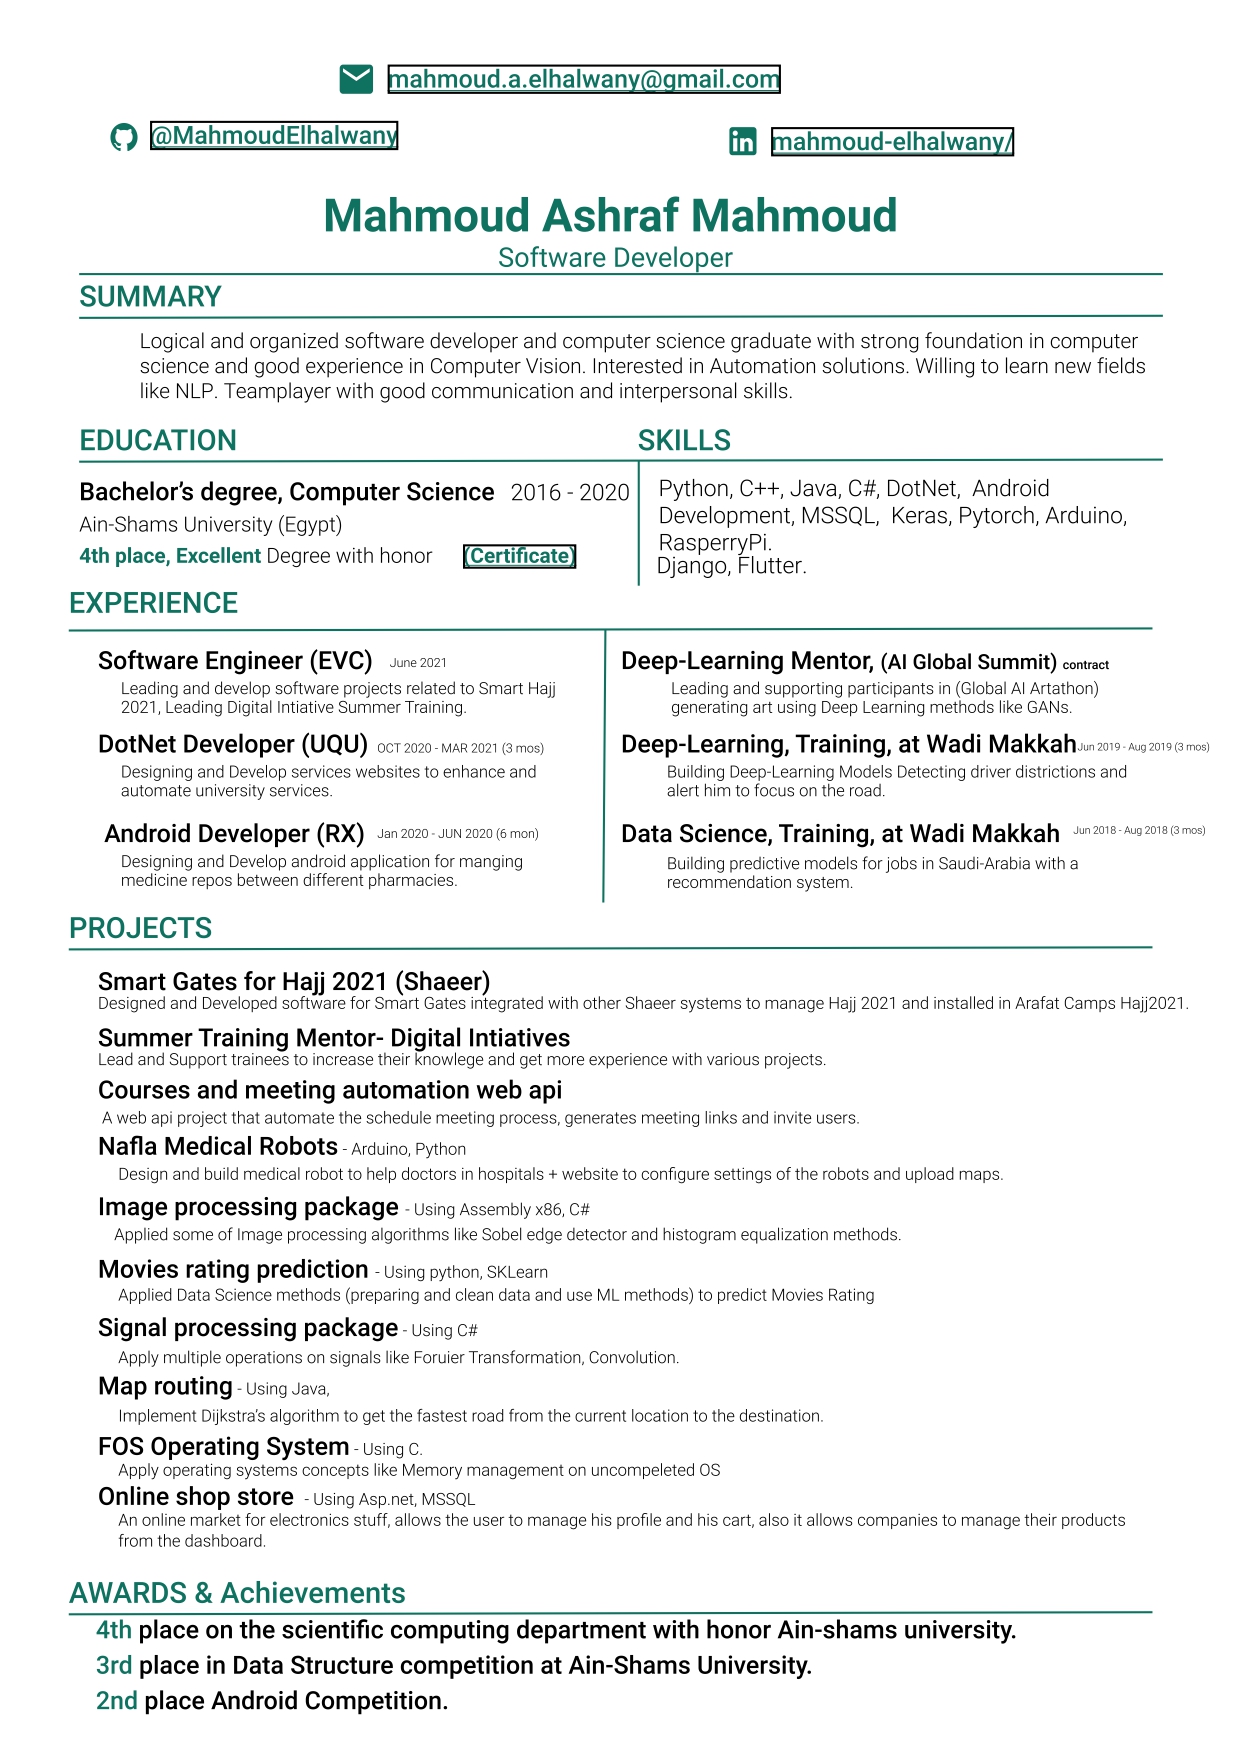 mahmoud.a.elhalwany@gmail.com
@MahmoudElhalwany
mahmoud-elhalwany/
Mahmoud Ashraf Mahmoud
Software Developer
SUMMARY
Logical and organized software developer and computer science graduate with strong foundation in computer
science and good experience in Computer Vision. Interested in Automation solutions. Willing to learn new fields
like NLP. Teamplayer with good communication and interpersonal skills.
EDUCATION
Bachelor’s degree, Computer Science 2016 - 2020
Ain-Shams University (Egypt)
4th place, Excellent Degree with honor (Certificate)
SKILLS
Python, C++, Java, C#, DotNet, Android
Development, MSSQL, Keras, Pytorch, Arduino,
RasperryPi.
Django, Flutter.
EXPERIENCE
Software Engineer (EVC) June 2021
Leading and develop software projects related to Smart Hajj
2021, Leading Digital Intiative Summer Training.
DotNet Developer (UQU) OCT 2020 - MAR 2021 (3 mos)
Designing and Develop services websites to enhance and
automate university services.
Android Developer (RX) Jan 2020 - JUN 2020 (6 mon)
Designing and Develop android application for manging
medicine repos between different pharmacies.
Deep-Learning Mentor, (AI Global Summit) contract
Leading and supporting participants in (Global AI Artathon)
generating art using Deep Learning methods like GANs.
Deep-Learning, Training, at Wadi Makkah Jun 2019 - Aug 2019 (3 mos)
Building Deep-Learning Models Detecting driver districtions and
alert him to focus on the road.
Data Science, Training, at Wadi Makkah Jun 2018 - Aug 2018 (3 mos)
Building predictive models for jobs in Saudi-Arabia with a
recommendation system.
PROJECTS
Smart Gates for Hajj 2021 (Shaeer)
Designed and Developed software for Smart Gates integrated with other Shaeer systems to manage Hajj 2021 and installed in Arafat Camps Hajj2021.
Summer Training Mentor- Digital Intiatives
Lead and Support trainees to increase their knowlege and get more experience with various projects.
Courses and meeting automation web api
A web api project that automate the schedule meeting process, generates meeting links and invite users.
Nafla Medical Robots - Arduino, Python
Design and build medical robot to help doctors in hospitals + website to configure settings of the robots and upload maps.
Image processing package - Using Assembly x86, C#
Applied some of Image processing algorithms like Sobel edge detector and histogram equalization methods.
Movies rating prediction - Using python, SKLearn
Applied Data Science methods (preparing and clean data and use ML methods) to predict Movies Rating
Signal processing package - Using C#
Apply multiple operations on signals like Foruier Transformation, Convolution.
Map routing - Using Java,
Implement Dijkstra’s algorithm to get the fastest road from the current location to the destination.
FOS Operating System - Using C.
Apply operating systems concepts like Memory management on uncompeleted OS
Online shop store - Using Asp.net, MSSQL
An online market for electronics stuff, allows the user to manage his profile and his cart, also it allows companies to manage their products
from the dashboard.
AWARDS & Achievements
4th place on the scientific computing department with honor Ain-shams university.
3rd place in Data Structure competition at Ain-Shams University.
2nd place Android Competition.